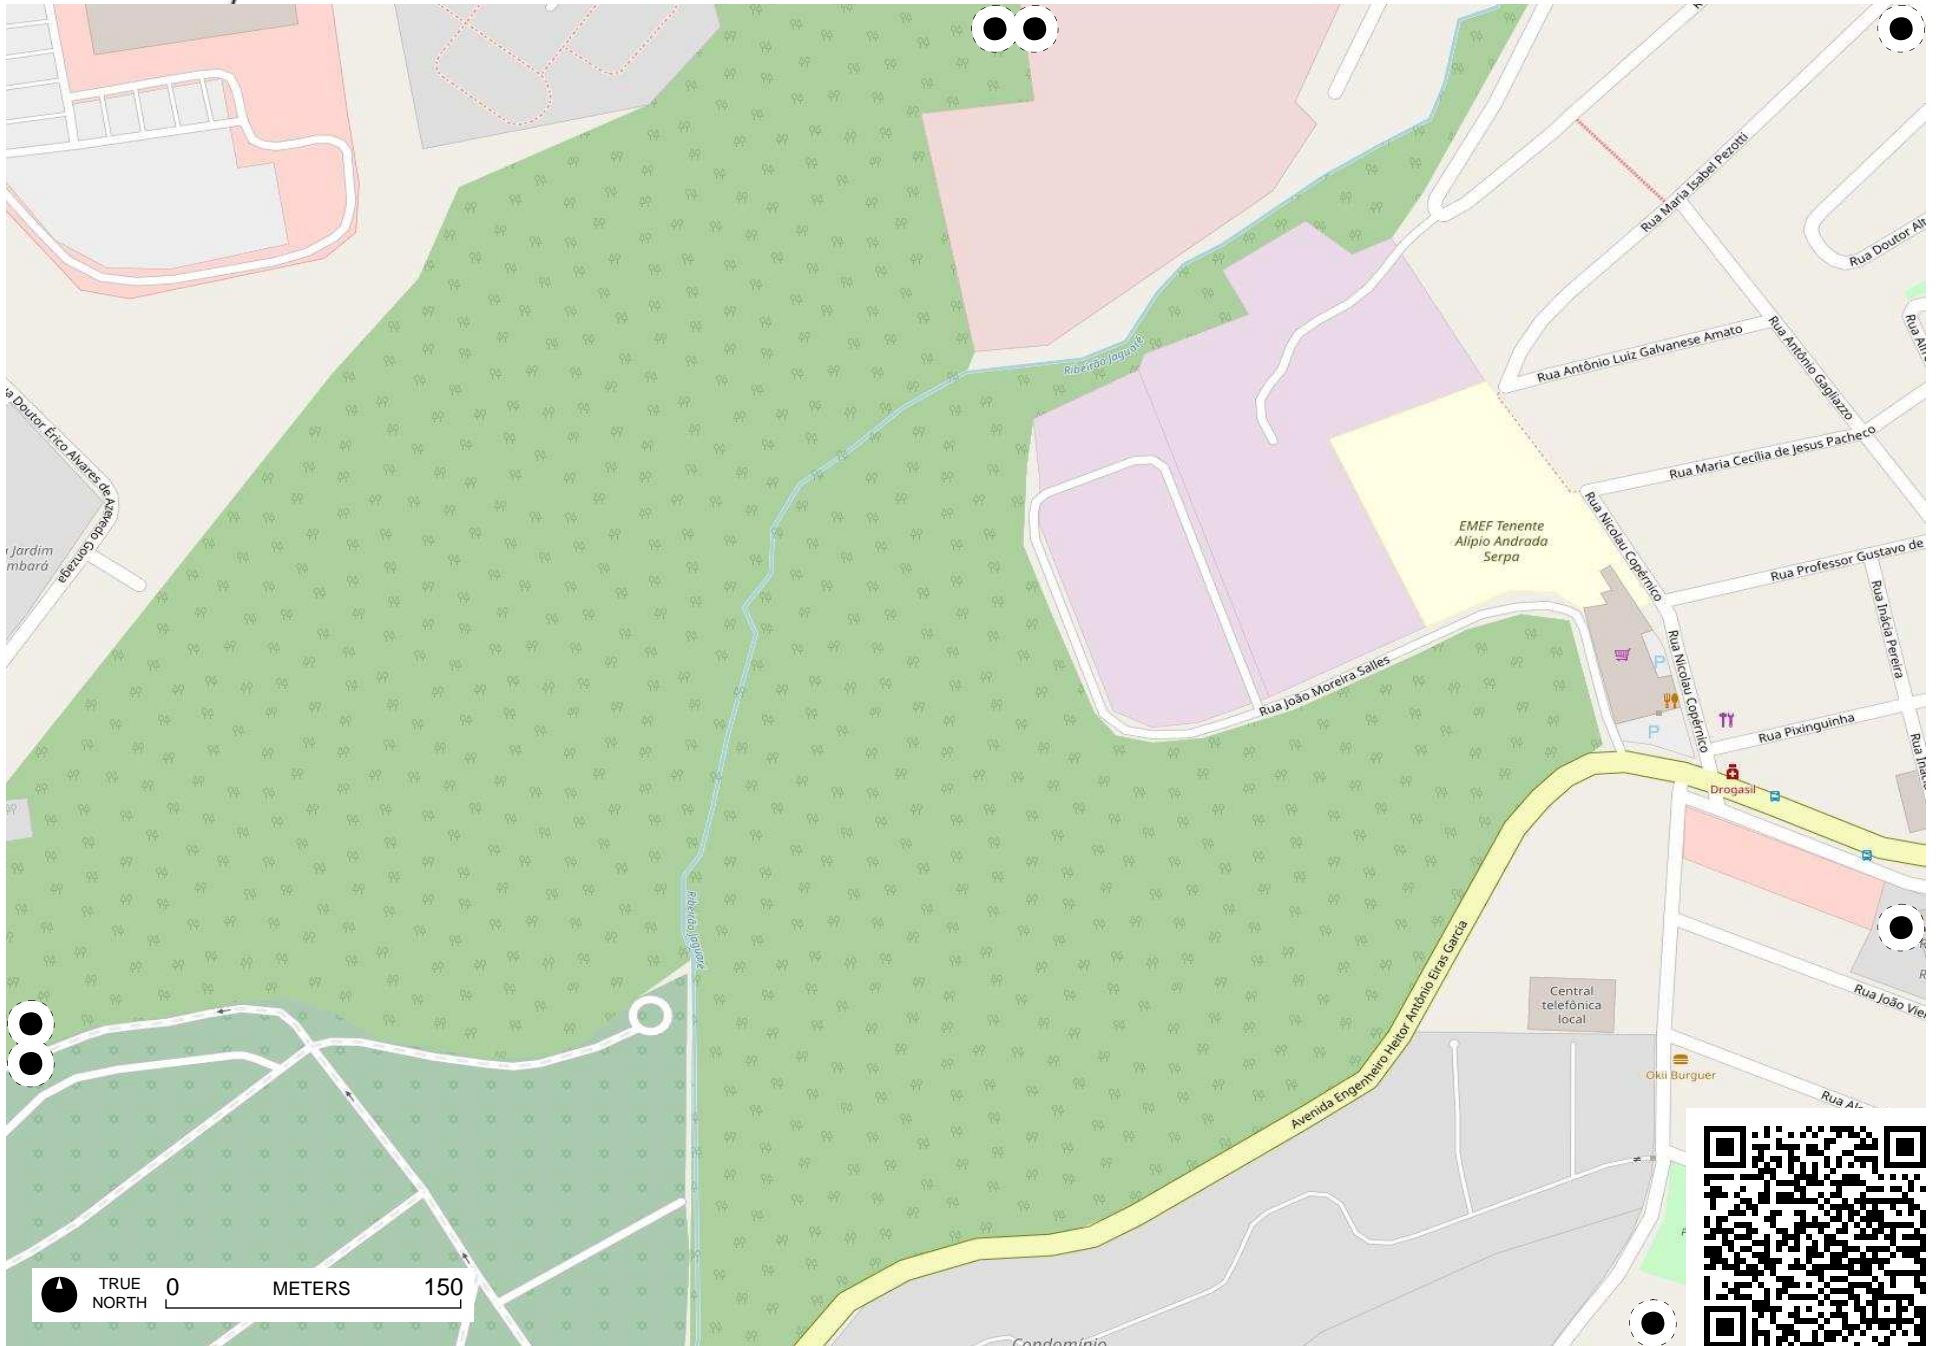 Rua Maria Isabel Pezotti
Rua Doutor Alt
Rua Antônio Luiz Galvanese Amato
Rua Antônio Gagliazzo
Ribeirão Jaguaré
Rua Maria Cecília de Jesus Pacheco
a Doutor Érico Alvares de Azevedo Gonzaga
Jardim
mbará
EMEF Tenente
Alípio Andrada
Serpa
Rua Nicolau Copérnico
Rua Professor Gustavo de
Rua Inácia Pereira
Rua Nicolau Copérnico
P
Rua João Moreira Salles
P
Rua Pixinguinha
Drogasil
Ribeirão Jaguaré
Avenida Engenheiro Heitor Antônio Eiras Garcia
Central
telefônica
local
Rua João Vie
Okii Burguer
TRUE
NORTH
0 METERS 150
Condomínio